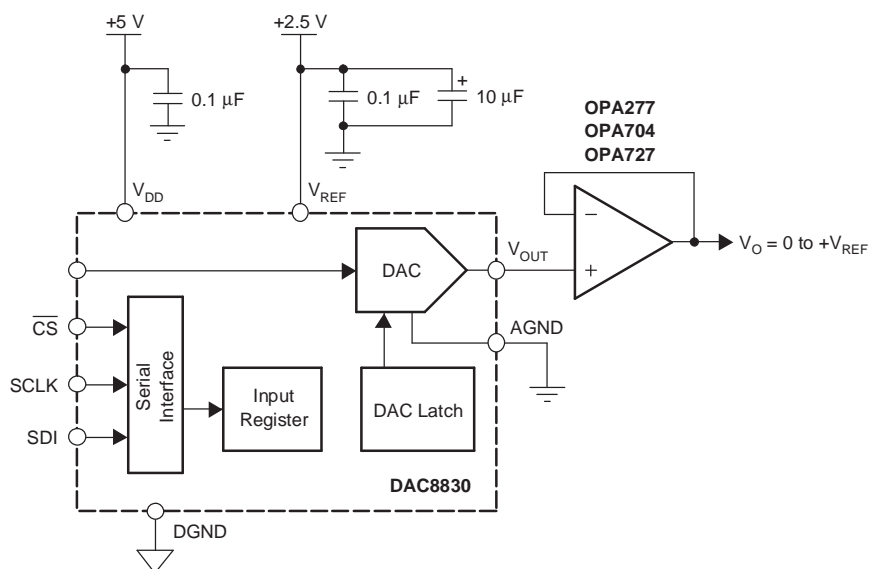 +5 V
+2.5 V
0.1 μF
0.1 μF
+
10 μF
OPA277
OPA704
OPA727
V_DD
V_REF
DAC
V_OUT
−
+
V_O = 0 to +V_REF
CS
AGND
SCLK
Serial
Interface
Input
Register
DAC Latch
SDI
DAC8830
DGND